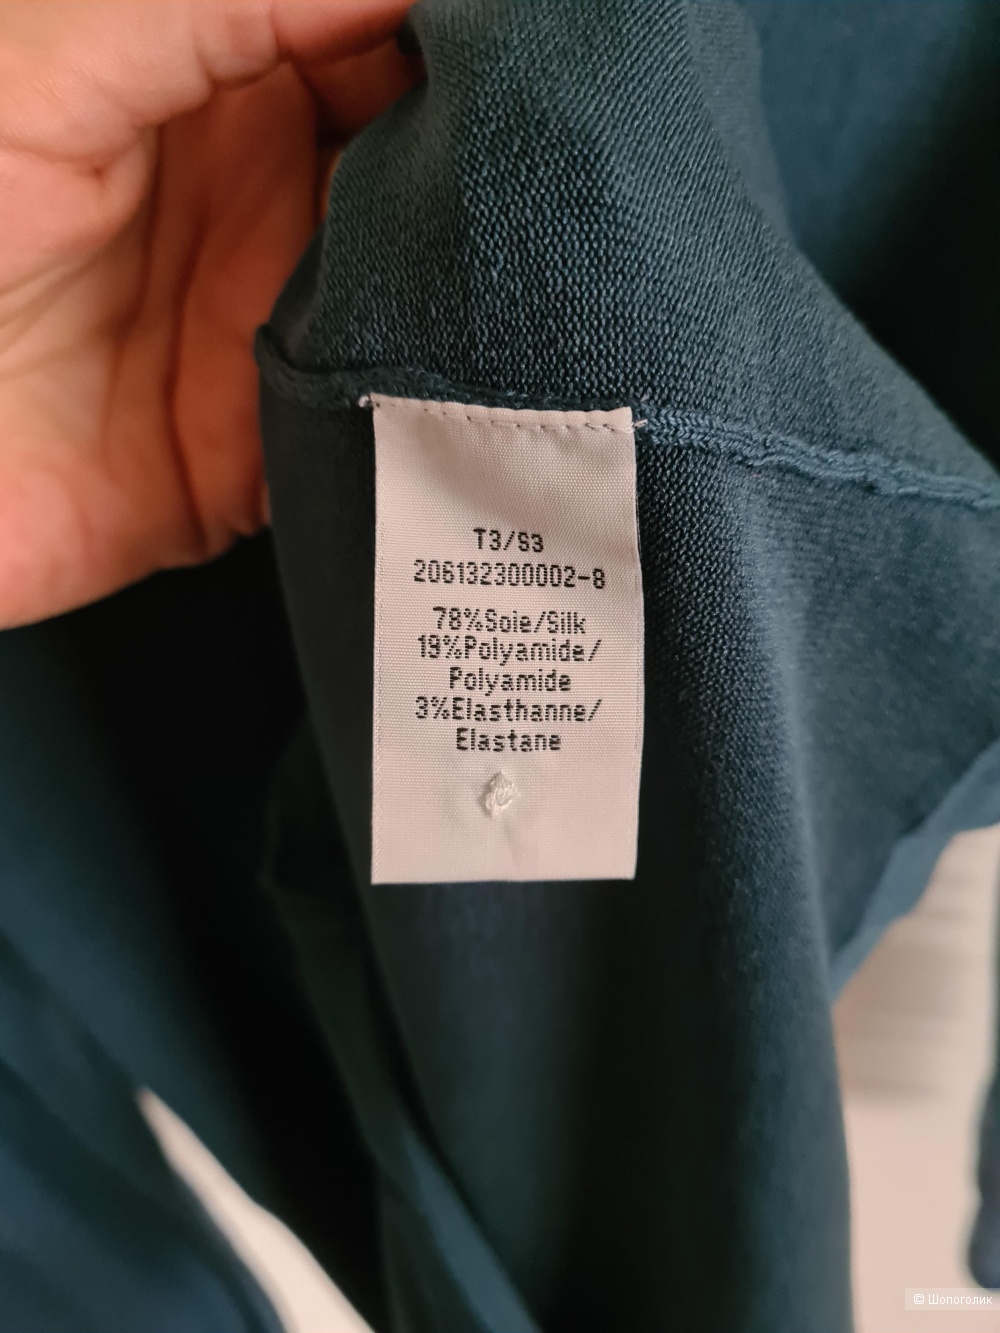 T3/S3
206132300002-8
78%Soie/Silk
19%Polyamide/
Polyamide
3%Elasthanne/
Elastane
© Шопоголик